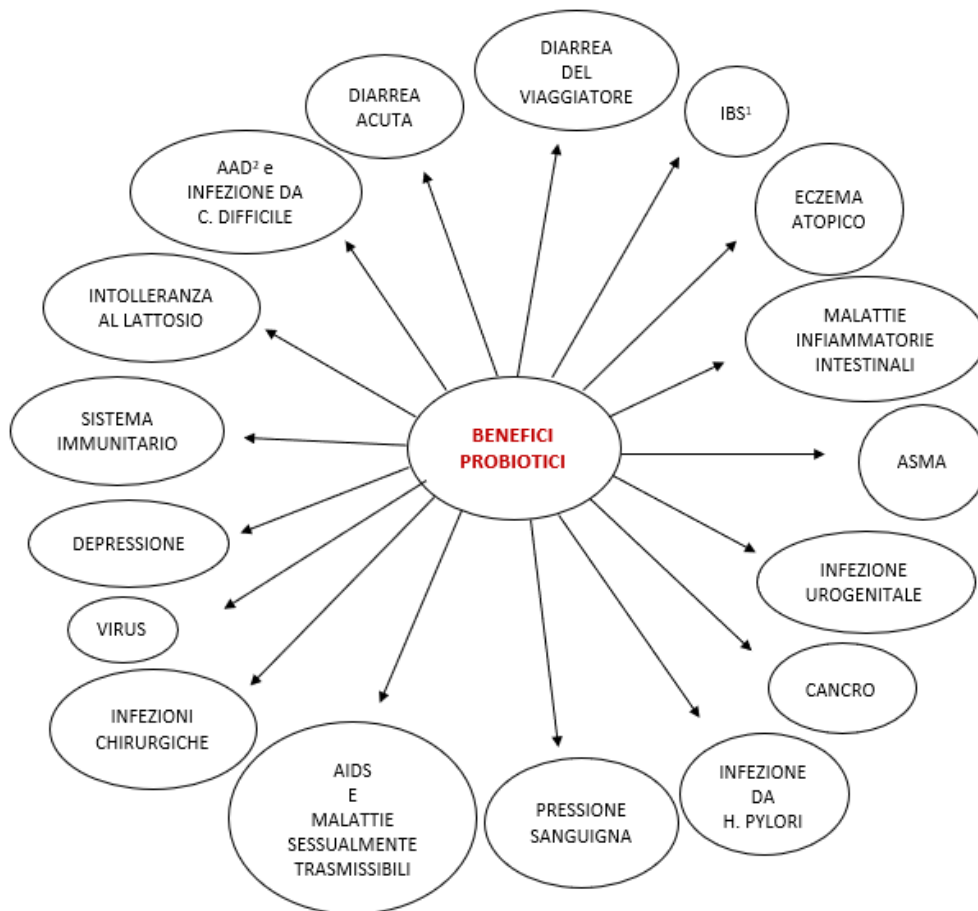 DIARREA
DEL
VIAGGIATORE
IBS¹
ECZEMA
ATOPICO
MALATTIE
INFIAMMATORIE
INTESTINALI
ASMA
INFEZIONE
UROGENITALE
CANCRO
INFEZIONE
DA
H. PYLORI
PRESSIONE
SANGUIGNA
AIDS
E
MALATTIE
SESSUALMENTE
TRASMISSIBILI
INFEZIONI
CHIRURGICHE
VIRUS
DEPRESSIONE
SISTEMA
IMMUNITARIO
INTOLLERANZA
AL LATTOSIO
AAD² e
INFEZIONE DA
C. DIFFICILE
DIARREA
ACUTA
BENEFICI
PROBIOTICI